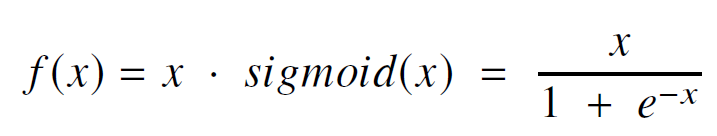 f(x) = x · sigmoid(x) = x / (1 + e^{-x})